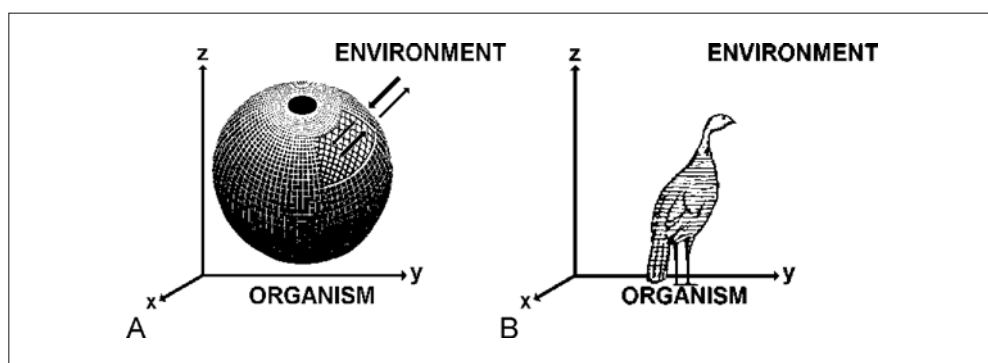 ENVIRONMENT
z
y
x
ORGANISM
A
ENVIRONMENT
z
y
x
ORGANISM
B